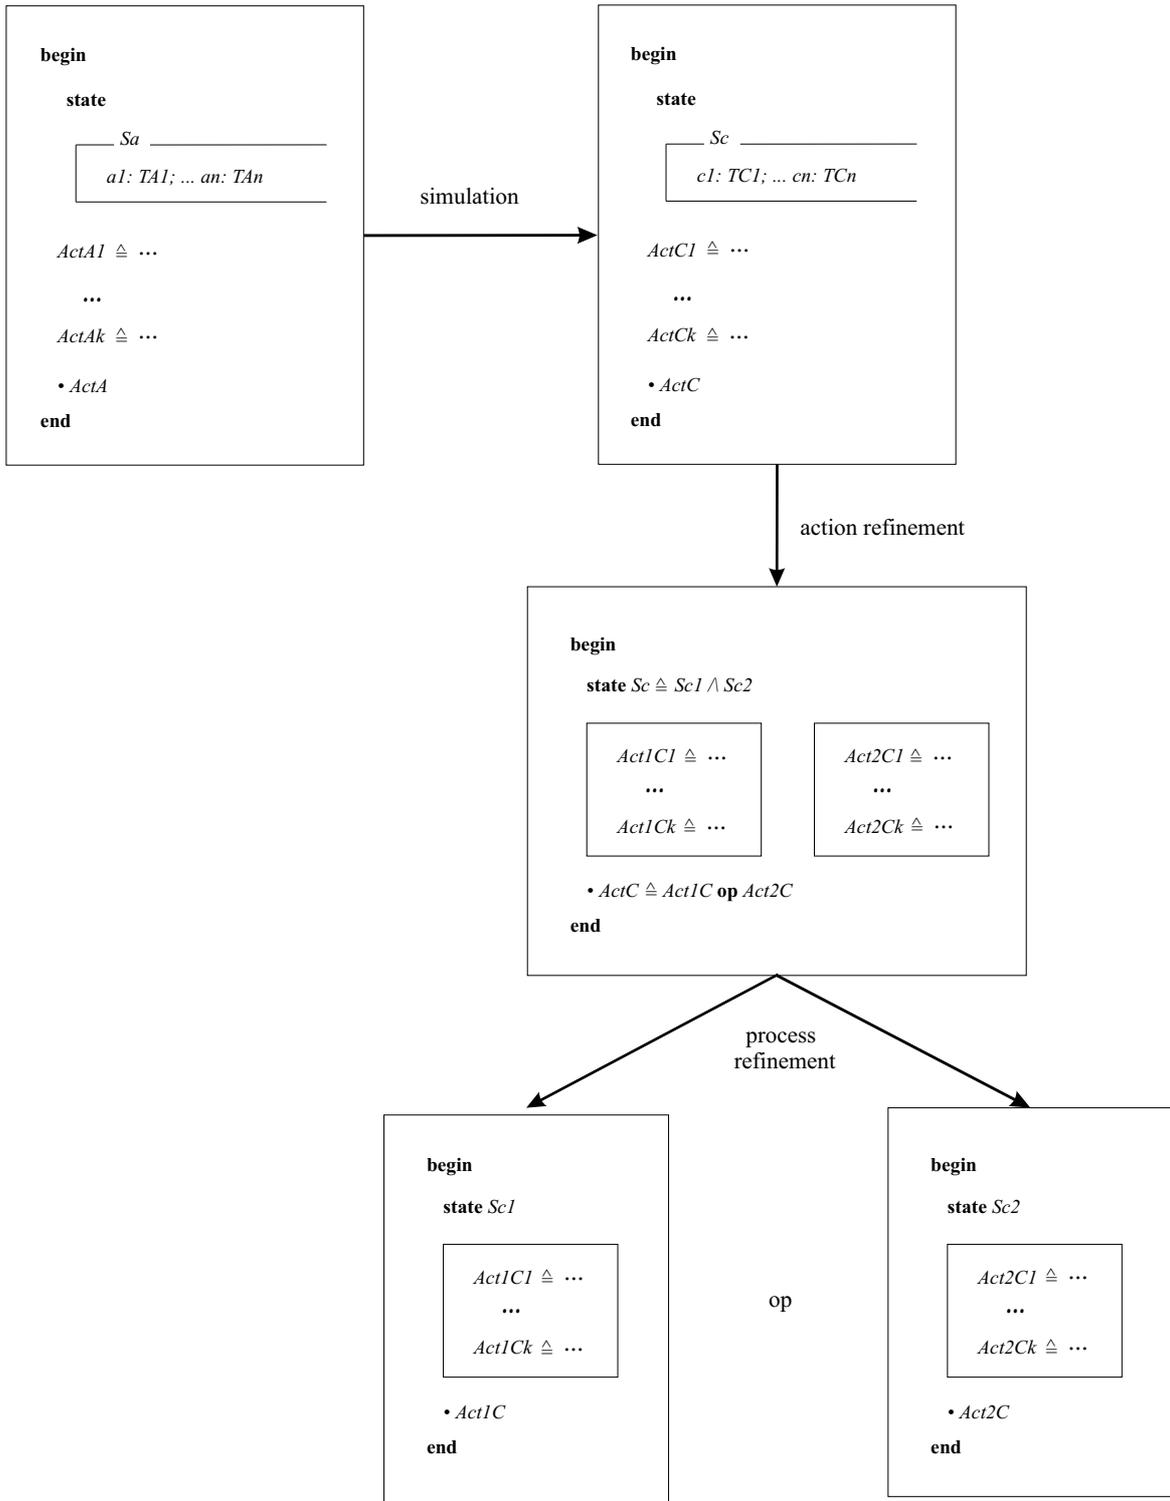 begin
state
Sa
a1: TA1; ... an: TAn
ActA1 ≙ ...
...
ActAk ≙ ...
• ActA
end
simulation
begin
state
Sc
c1: TC1; ... cn: TCn
ActC1 ≙ ...
...
ActCk ≙ ...
• ActC
end
action refinement
begin
state Sc ≙ Sc1 /\ Sc2
Act1C1 ≙ ...
...
Act1Ck ≙ ...
Act2C1 ≙ ...
...
Act2Ck ≙ ...
• ActC ≙ Act1C op Act2C
end
process
refinement
begin
state Sc1
Act1C1 ≙ ...
...
Act1Ck ≙ ...
• Act1C
end
op
begin
state Sc2
Act2C1 ≙ ...
...
Act2Ck ≙ ...
• Act2C
end